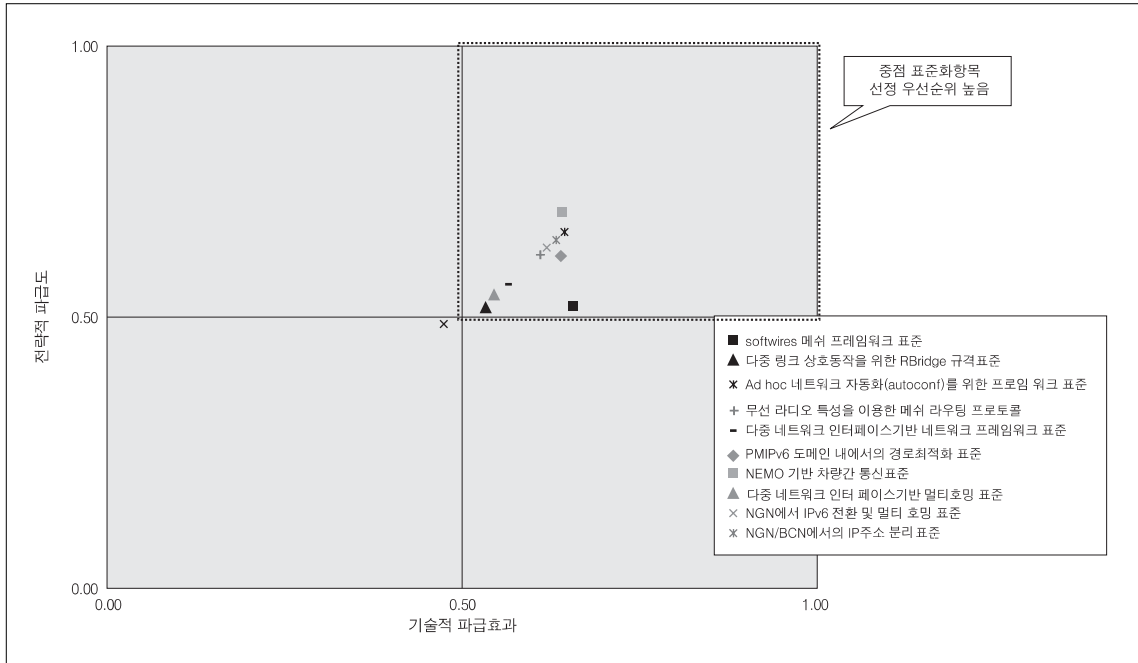 1.00
중점 표준화항목
선정 우선순위 높음
전략적 파급도
0.50
softwires 메쉬 프레임워크 표준
다중 링크 상호동작을 위한 RBridge 규격표준
Ad hoc 네트워크 자동화(autoconf)를 위한 프로임 워크 표준
무선 라디오 특성을 이용한 메쉬 라우팅 프로토콜
다중 네트워크 인터페이스기반 네트워크 프레임워크 표준
PMIPv6 도메인 내에서의 경로최적화 표준
NEMO 기반 차량간 통신표준
다중 네트워크 인터 페이스기반 멀티호밍 표준
NGN에서 IPv6 전환 및 멀티 호밍 표준
NGN/BCN에서의 IP주소 분리 표준
0.00
0.00 0.50 1.00
기술적 파급효과